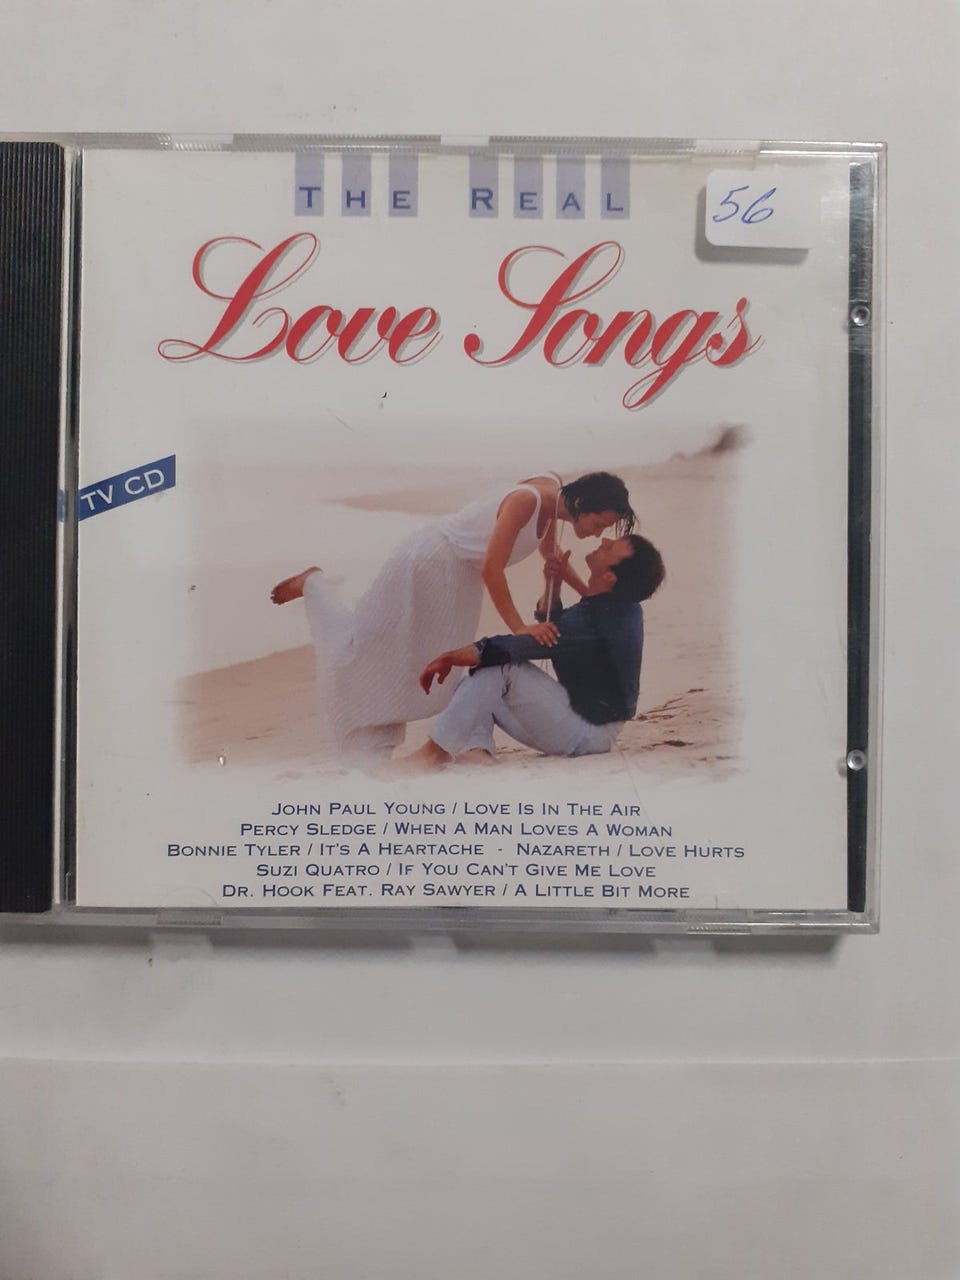 THE REAL
56
Love Songs
TV CD
JOHN PAUL YOUNG / LOVE IS IN THE AIR
PERCY SLEDGE / WHEN A MAN LOVES A WOMAN
BONNIE TYLER / IT'S A HEARTACHE - NAZARETH / LOVE HURTS
SUZI QUATRO / IF YOU CAN'T GIVE ME LOVE
DR. HOOK FEAT. RAY SAWYER / A LITTLE BIT MORE